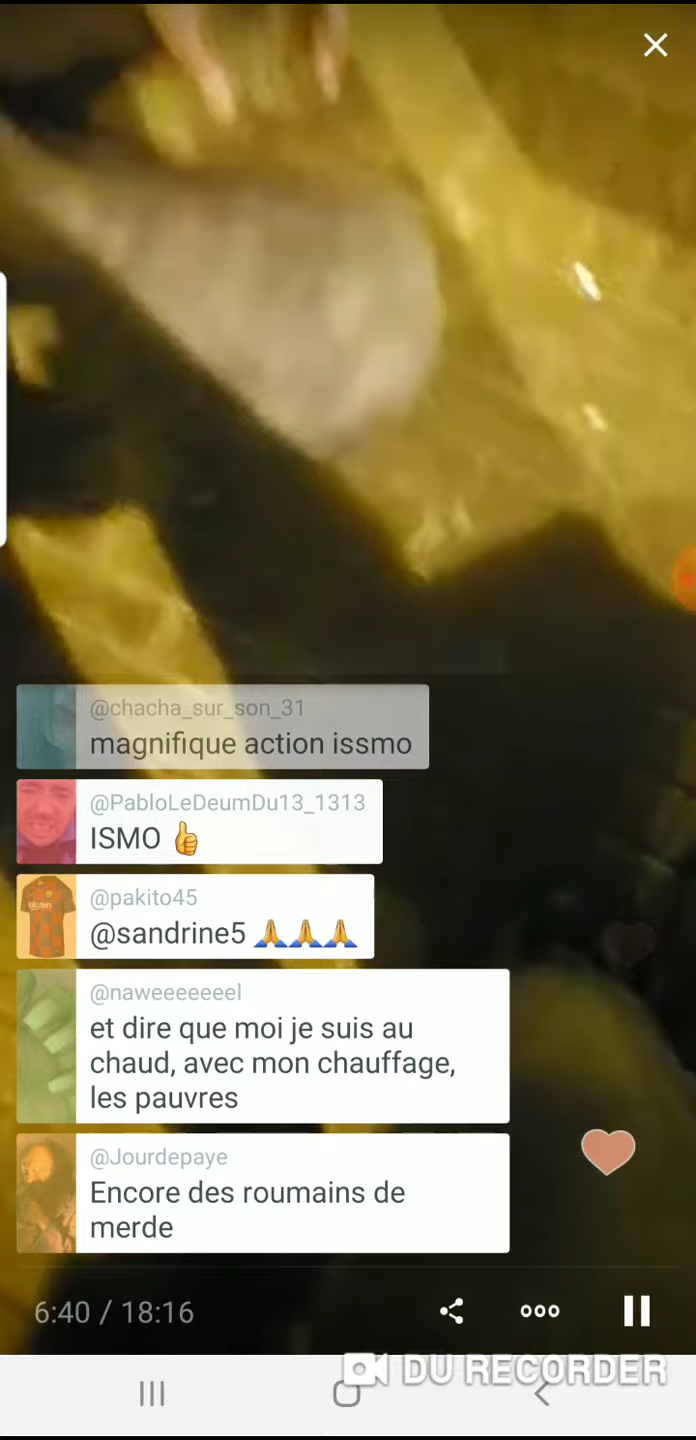 @chacha_sur_son_31
magnifique action issmo
@PabloLeDeumDu13_1313
ISMO 👍
@pakito45
@sandrine5 🙏🙏🙏
@naweeeeeeel
et dire que moi je suis au
chaud, avec mon chauffage,
les pauvres
@Jourdepaye
Encore des roumains de
merde
6:40 / 18:16
DU RECORDER